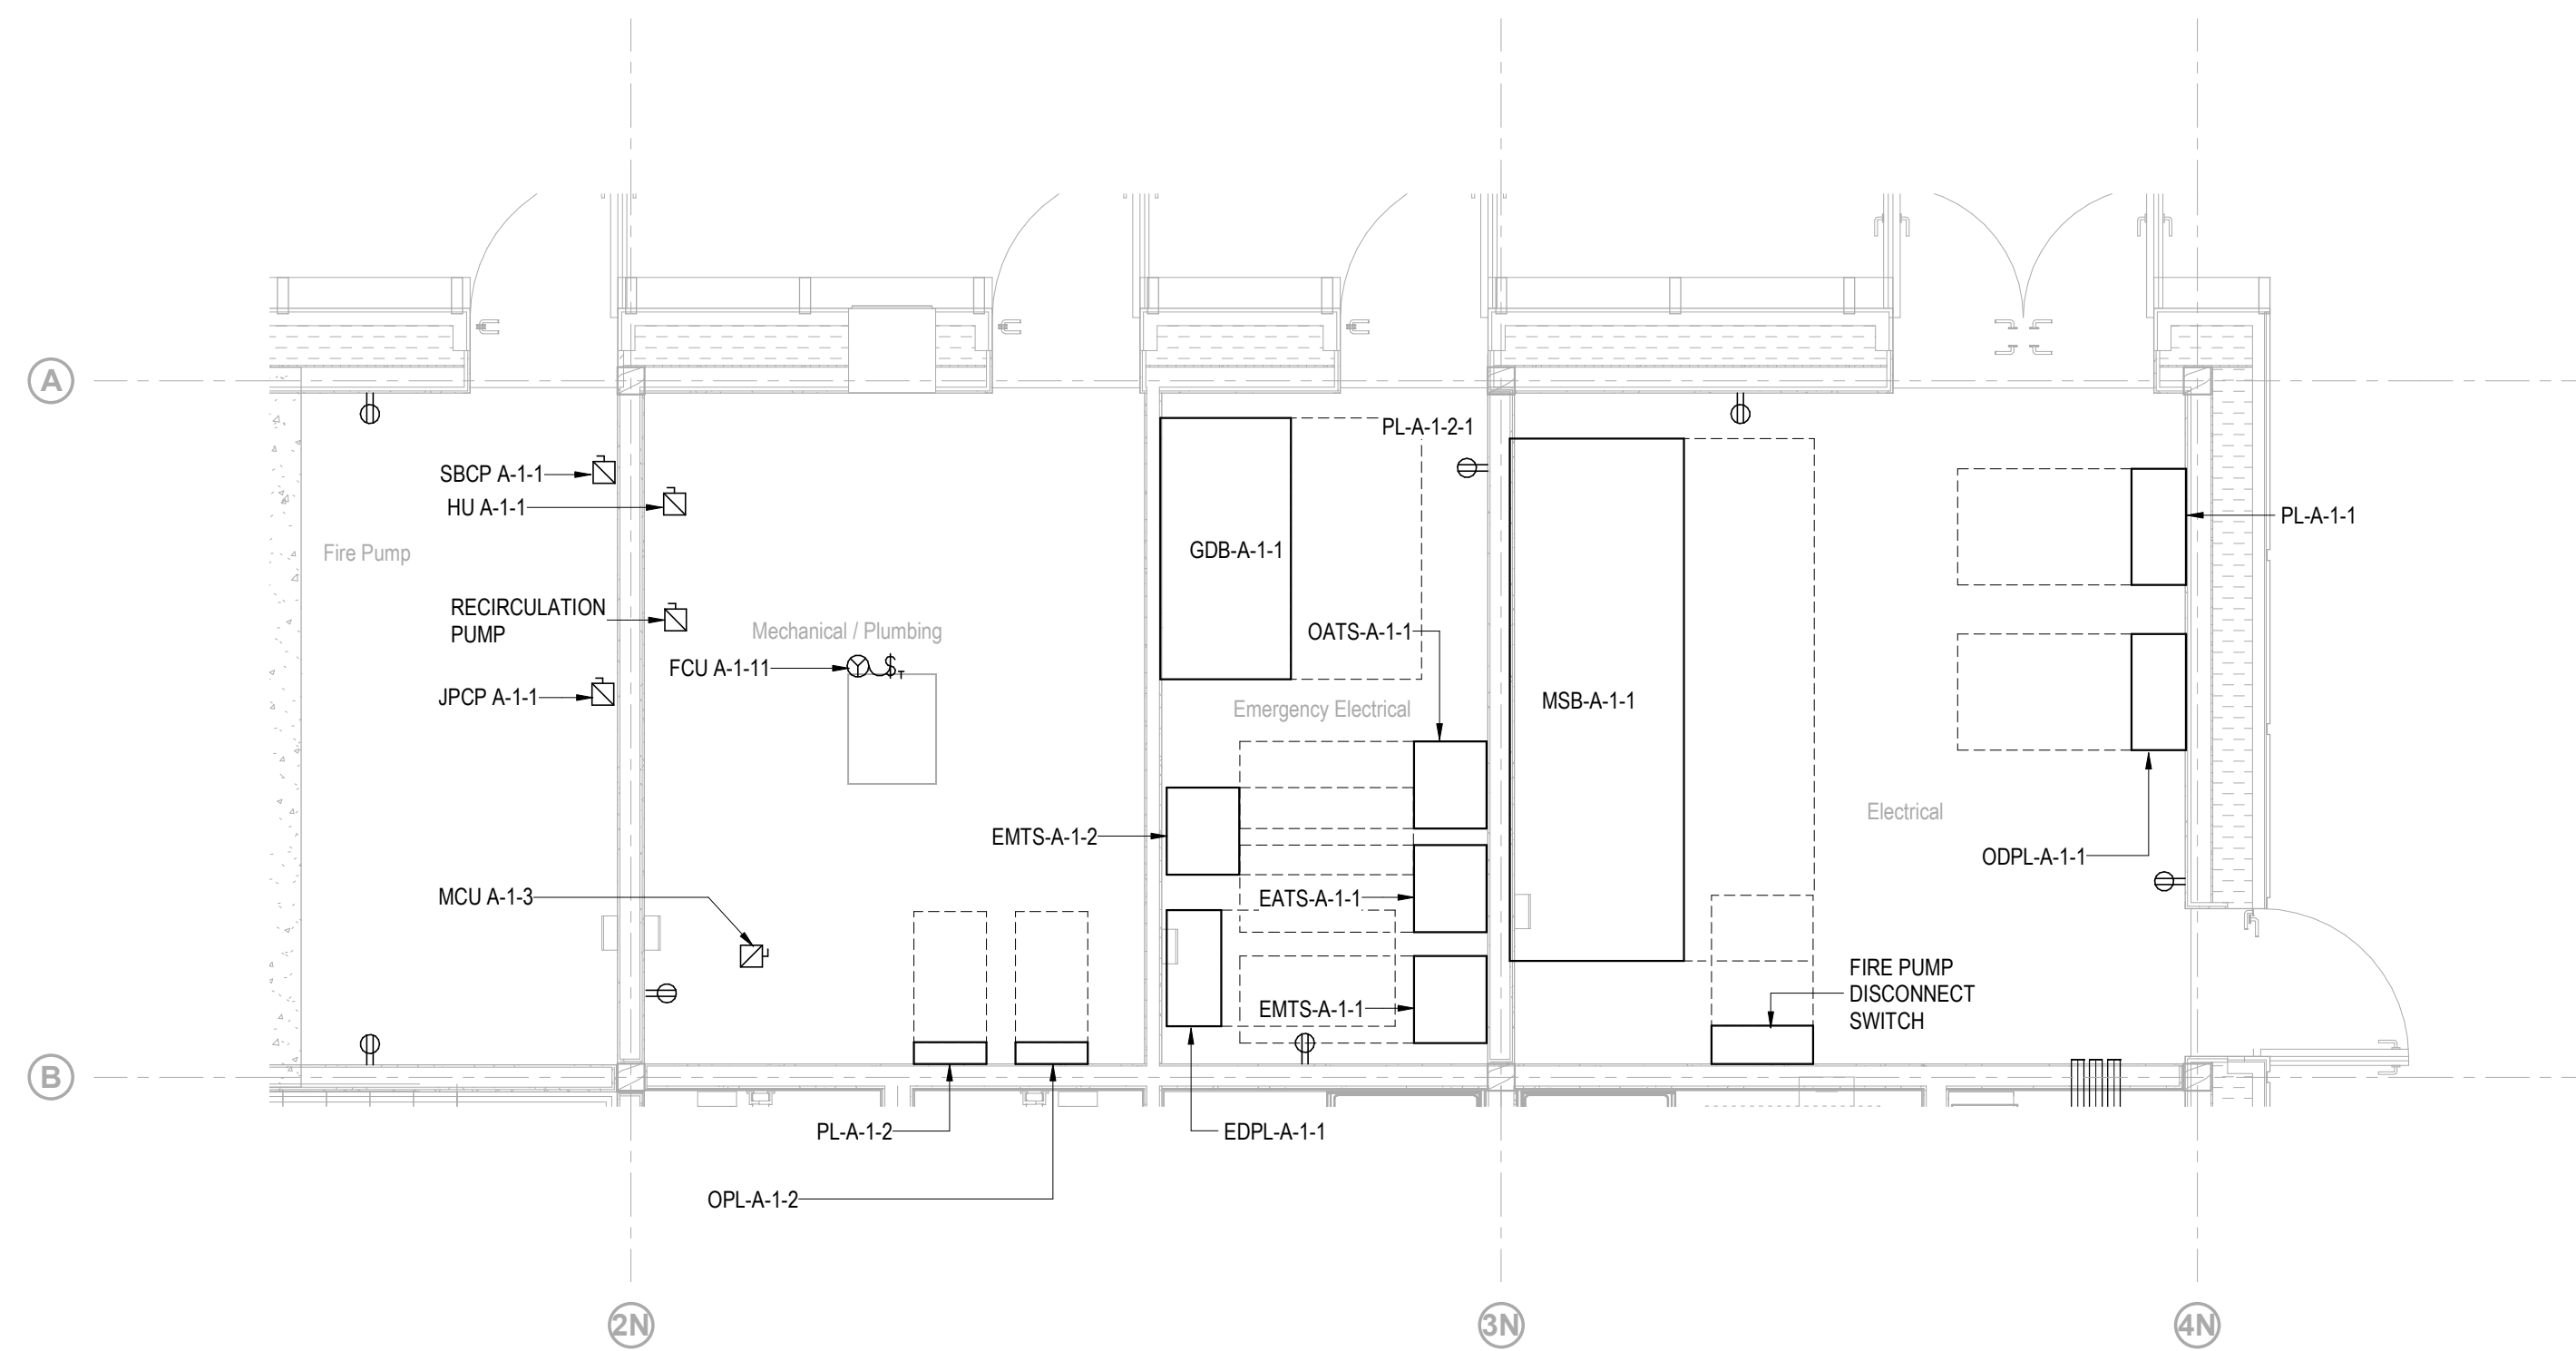 A
PL-A-1-2-1
SBCP A-1-1
HU A-1-1
PL-A-1-1
Fire Pump
GDB-A-1-1
RECIRCULATION
PUMP
Mechanical / Plumbing
OATS-A-1-1
FCU A-1-11
$T
JPCP A-1-1
MSB-A-1-1
Emergency Electrical
Electrical
EMTS-A-1-2
ODPL-A-1-1
MCU A-1-3
EATS-A-1-1
FIRE PUMP
DISCONNECT
SWITCH
EMTS-A-1-1
B
PL-A-1-2
EDPL-A-1-1
OPL-A-1-2
2N
3N
4N